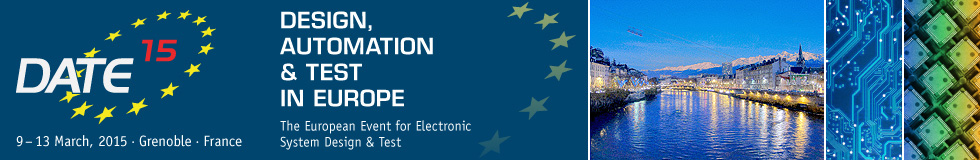 DATE 15
9–13 March, 2015 · Grenoble · France
DESIGN,
AUTOMATION
& TEST
IN EUROPE
The European Event for Electronic
System Design & Test